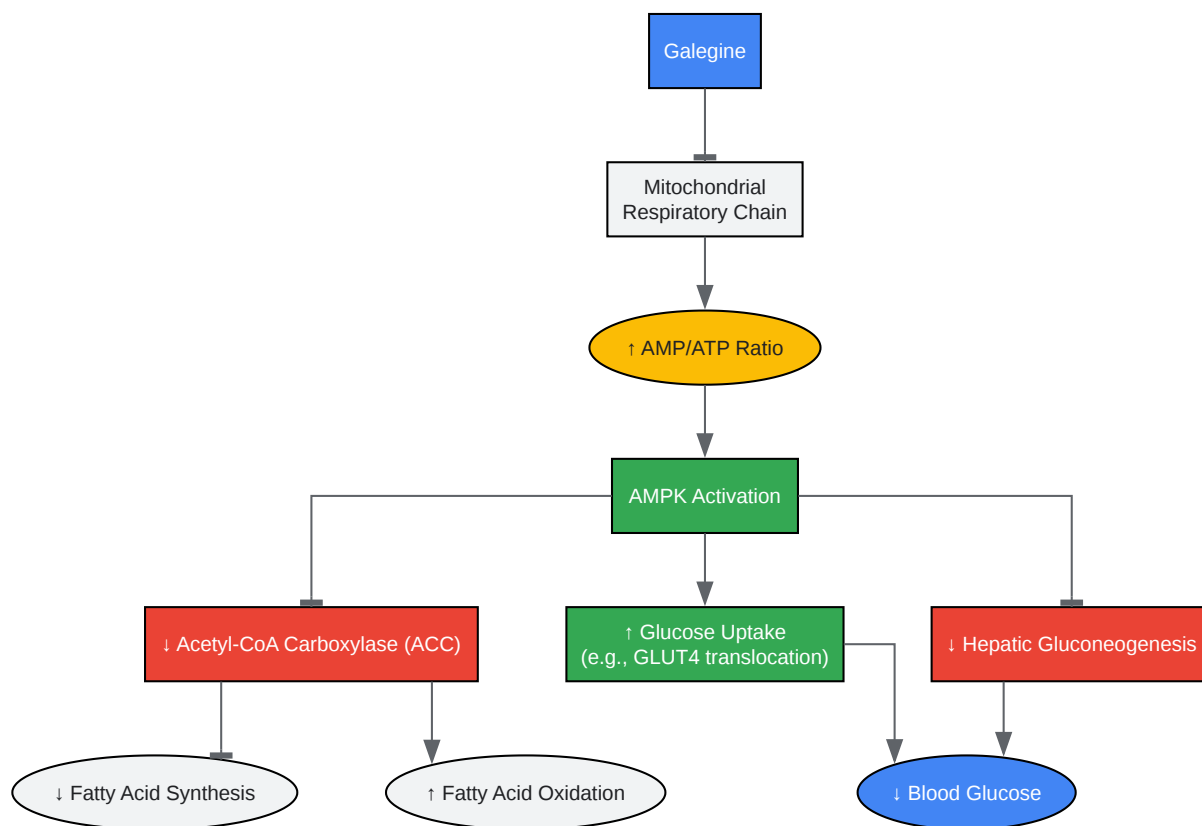 Galegine
Mitochondrial
Respiratory Chain
↑ AMP/ATP Ratio
AMPK Activation
↓ Acetyl-CoA Carboxylase (ACC)
↑ Glucose Uptake
(e.g., GLUT4 translocation)
↓ Hepatic Gluconeogenesis
↓ Fatty Acid Synthesis
↑ Fatty Acid Oxidation
↓ Blood Glucose